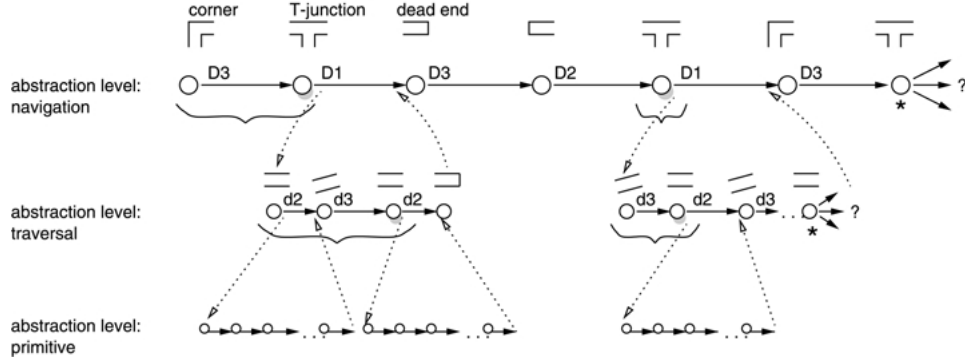 corner T-junction dead end
D3 D1 D3 D2 D1 D3
abstraction level:
navigation
?
*
d2 d3 d2 d3 d2 d3
abstraction level:
traversal
... ?
*
abstraction level:
primitive
... ... ...